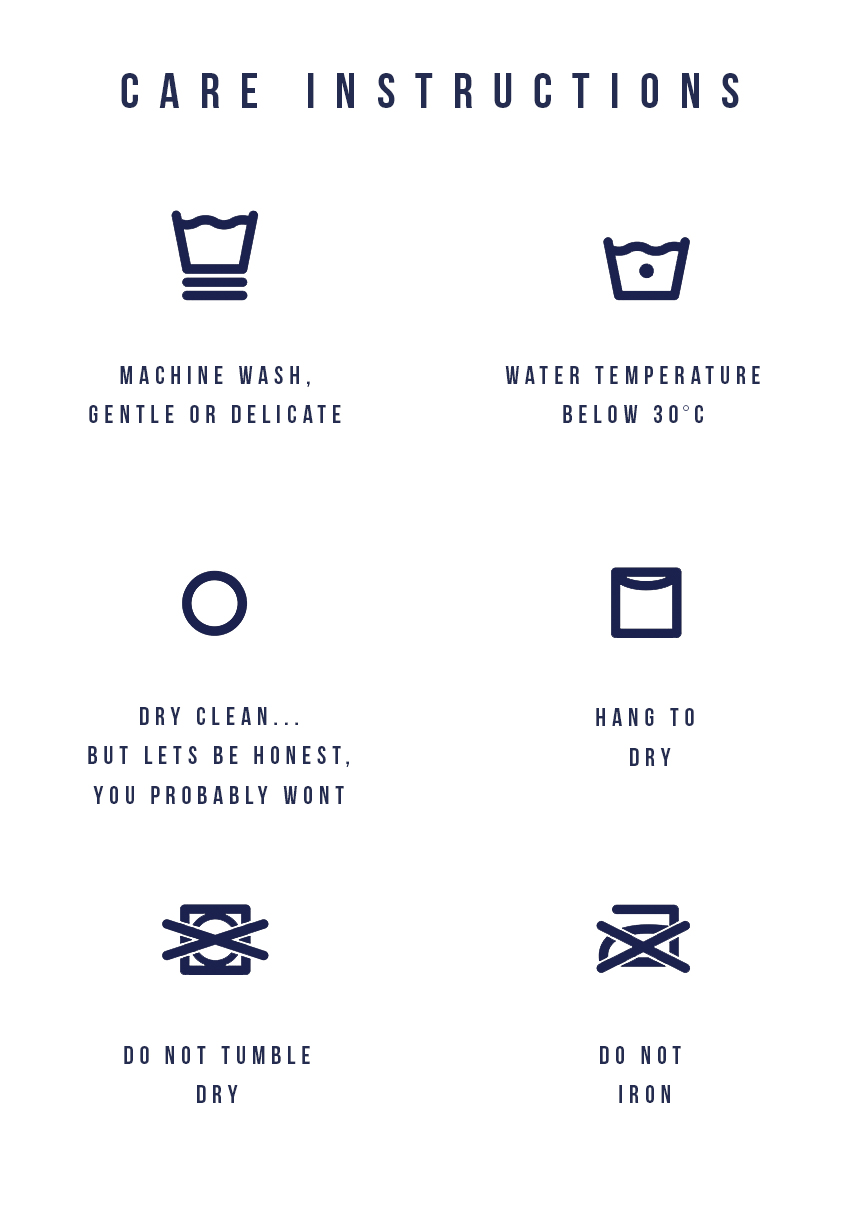 CARE INSTRUCTIONS
MACHINE WASH,
GENTLE OR DELICATE
WATER TEMPERATURE
BELOW 30°C
DRY CLEAN...
BUT LETS BE HONEST,
YOU PROBABLY WONT
HANG TO
DRY
DO NOT TUMBLE
DRY
DO NOT
IRON